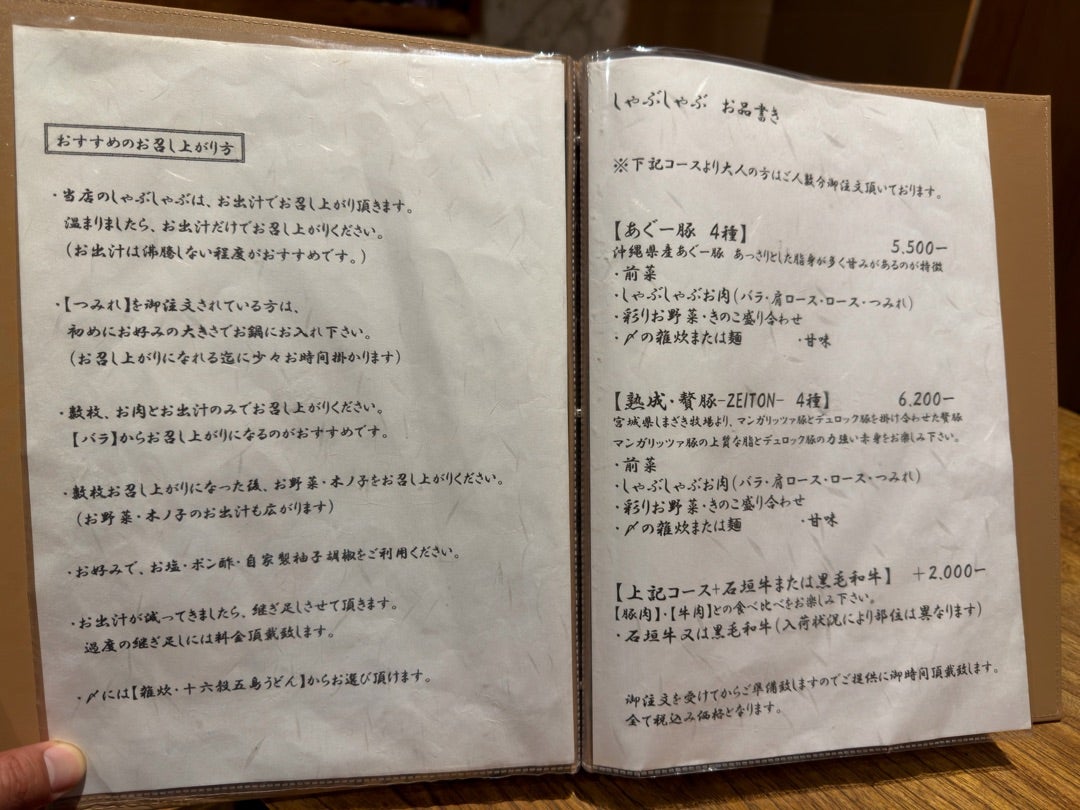 おすすめのお召し上がり方
・当店のしゃぶしゃぶは、お出汁でお召し上がり頂きます。
温まりましたら、お出汁だけでお召し上がりください。
(お出汁は沸騰しない程度がおすすめです。)
・【つみれ】を御注文されている方は、
初めにお好みの大きさでお鍋にお入れ下さい。
(お召し上がりになれる迄に少々お時間掛かります)
・数枚、お肉とお出汁のみでお召し上がりください。
【バラ】からお召し上がりになるのがおすすめです。
・数枚お召し上がりになった後、お野菜・木ノ子をお召し上がりください。
(お野菜・木ノ子のお出汁も広がります)
・お好みで、お塩・ポン酢・自家製柚子胡椒をご利用ください。
・お出汁が減ってきましたら、継ぎ足しさせて頂きます。
過度の継ぎ足しには料金頂戴致します。
・〆には【雑炊・十六穀五島うどん】からお選び頂けます。
しゃぶしゃぶ お品書き
※下記コースより大人の方はご人数分御注文頂いております。
【あぐー豚 4種】 5.500ー
沖縄県産あぐー豚 あっさりとした脂身が多く甘みがあるのが特徴
・前菜
・しゃぶしゃぶお肉(バラ・肩ロース・ロース・つみれ)
・彩りお野菜・きのこ盛り合わせ
・〆の雑炊または麺 ・甘味
【熟成・贅豚-ZEITON- 4種】 6.200ー
宮城県しまざき牧場より、マンガリッツァ豚とデュロック豚を掛け合わせた贅豚
マンガリッツァ豚の上質な脂とデュロック豚の力強い赤身をお楽しみ下さい。
・前菜
・しゃぶしゃぶお肉(バラ・肩ロース・ロース・つみれ)
・彩りお野菜・きのこ盛り合わせ
・〆の雑炊または麺 ・甘味
【上記コース+石垣牛または黒毛和牛】 +2.000ー
【豚肉】・【牛肉】との食べ比べをお楽しみ下さい。
・石垣牛又は黒毛和牛(入荷状況により部位は異なります)
御注文を受けてからご準備致しますのでご提供に御時間頂戴致します。
全て税込み価格となります。